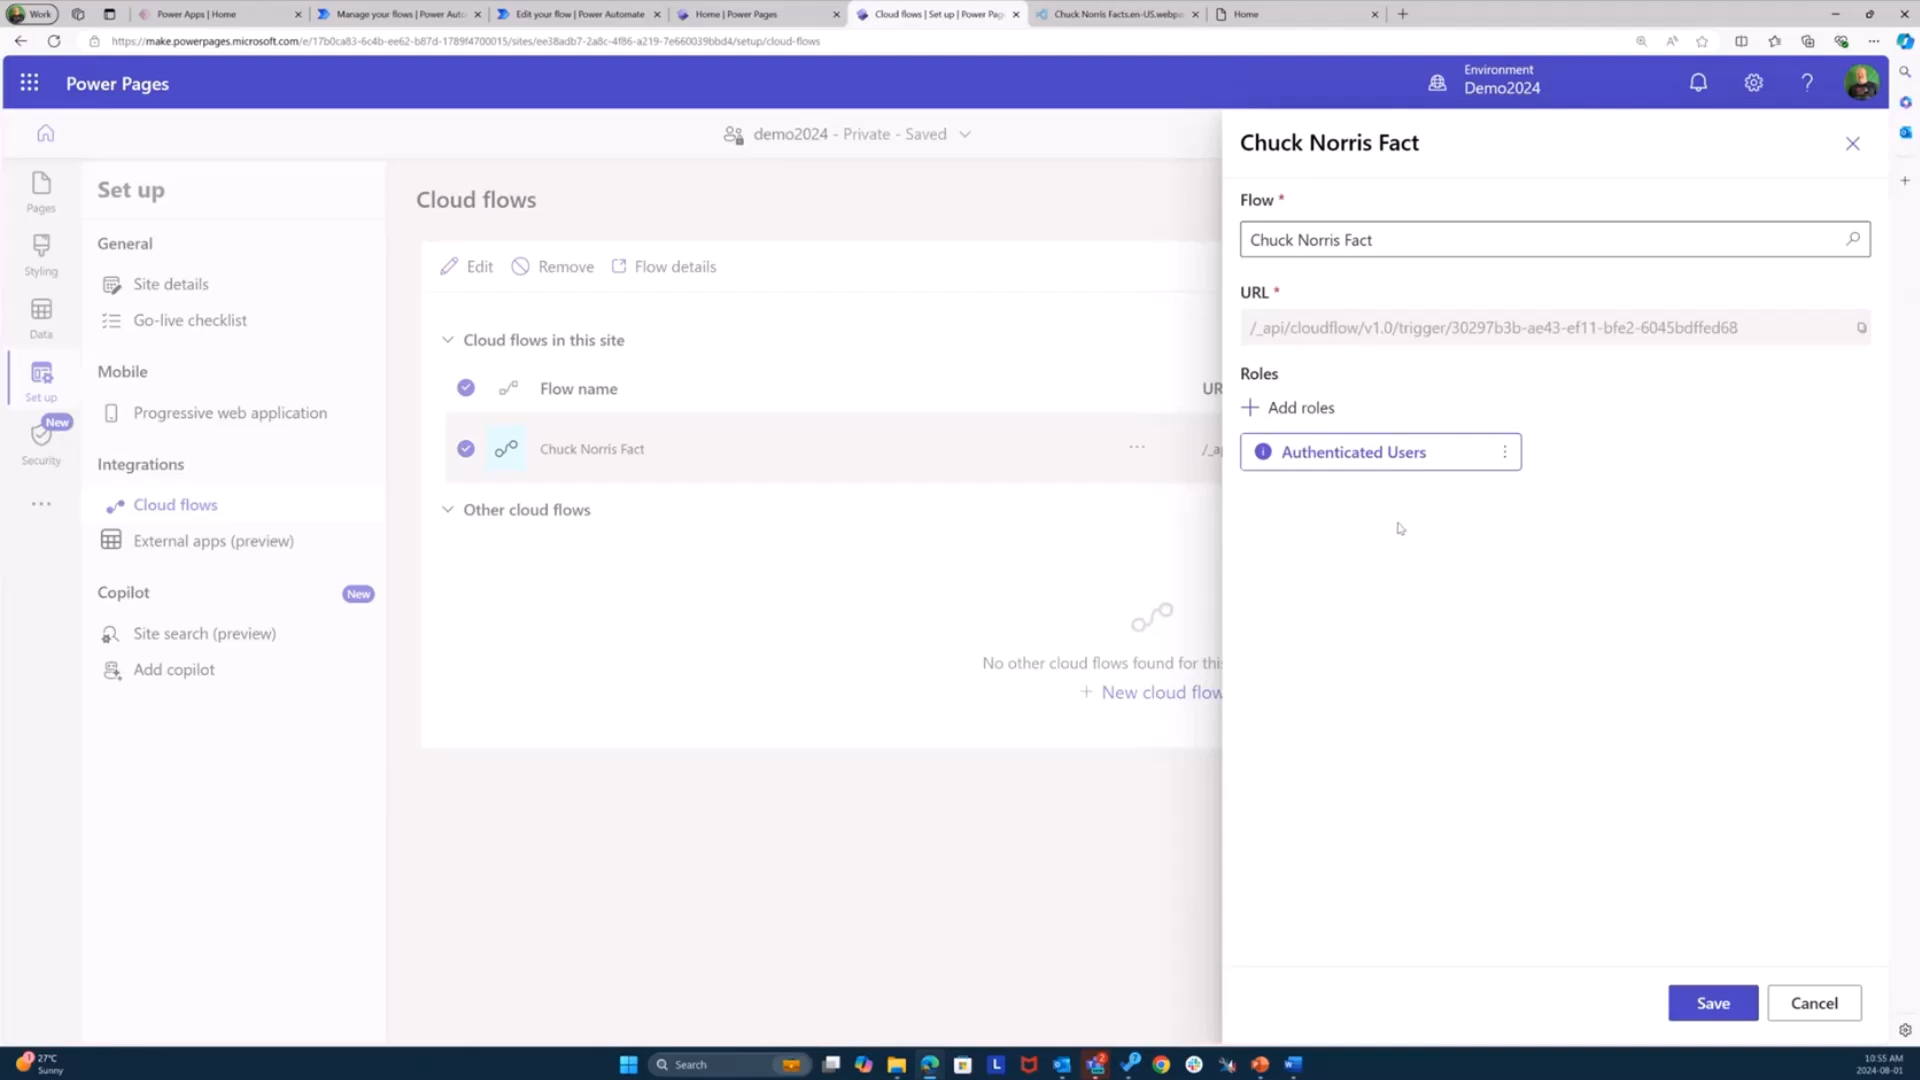 Work
Power Apps | Home
Manage your flows | Power Auto
Edit your flow | Power Automate
Home | Power Pages
Cloud flows | Set up | Power Pag
Chuck Norris Facts.en-US.webpa
Home
https://make.powerpages.microsoft.com/e/17b0ca83-6c4b-ee62-b87d-1789f4700015/sites/ee38adb7-2a8c-4f86-a219-7e660039bbd4/setup/cloud-flows
Power Pages
Environment
Demo2024
demo2024 - Private - Saved
Pages
Styling
Data
Set up
New
Security
Set up
General
Site details
Go-live checklist
Mobile
Progressive web application
Integrations
Cloud flows
External apps (preview)
Copilot
New
Site search (preview)
Add copilot
Cloud flows
Edit
Remove
Flow details
Cloud flows in this site
Flow name
UR
Chuck Norris Fact
/_a
Other cloud flows
No other cloud flows found for thi
+ New cloud flow
Chuck Norris Fact
Flow *
Chuck Norris Fact
URL *
/_api/cloudflow/v1.0/trigger/30297b3b-ae43-ef11-bfe2-6045bdffed68
Roles
Add roles
Authenticated Users
Save
Cancel
27°C
Sunny
Search
10:55 AM
2024-08-01